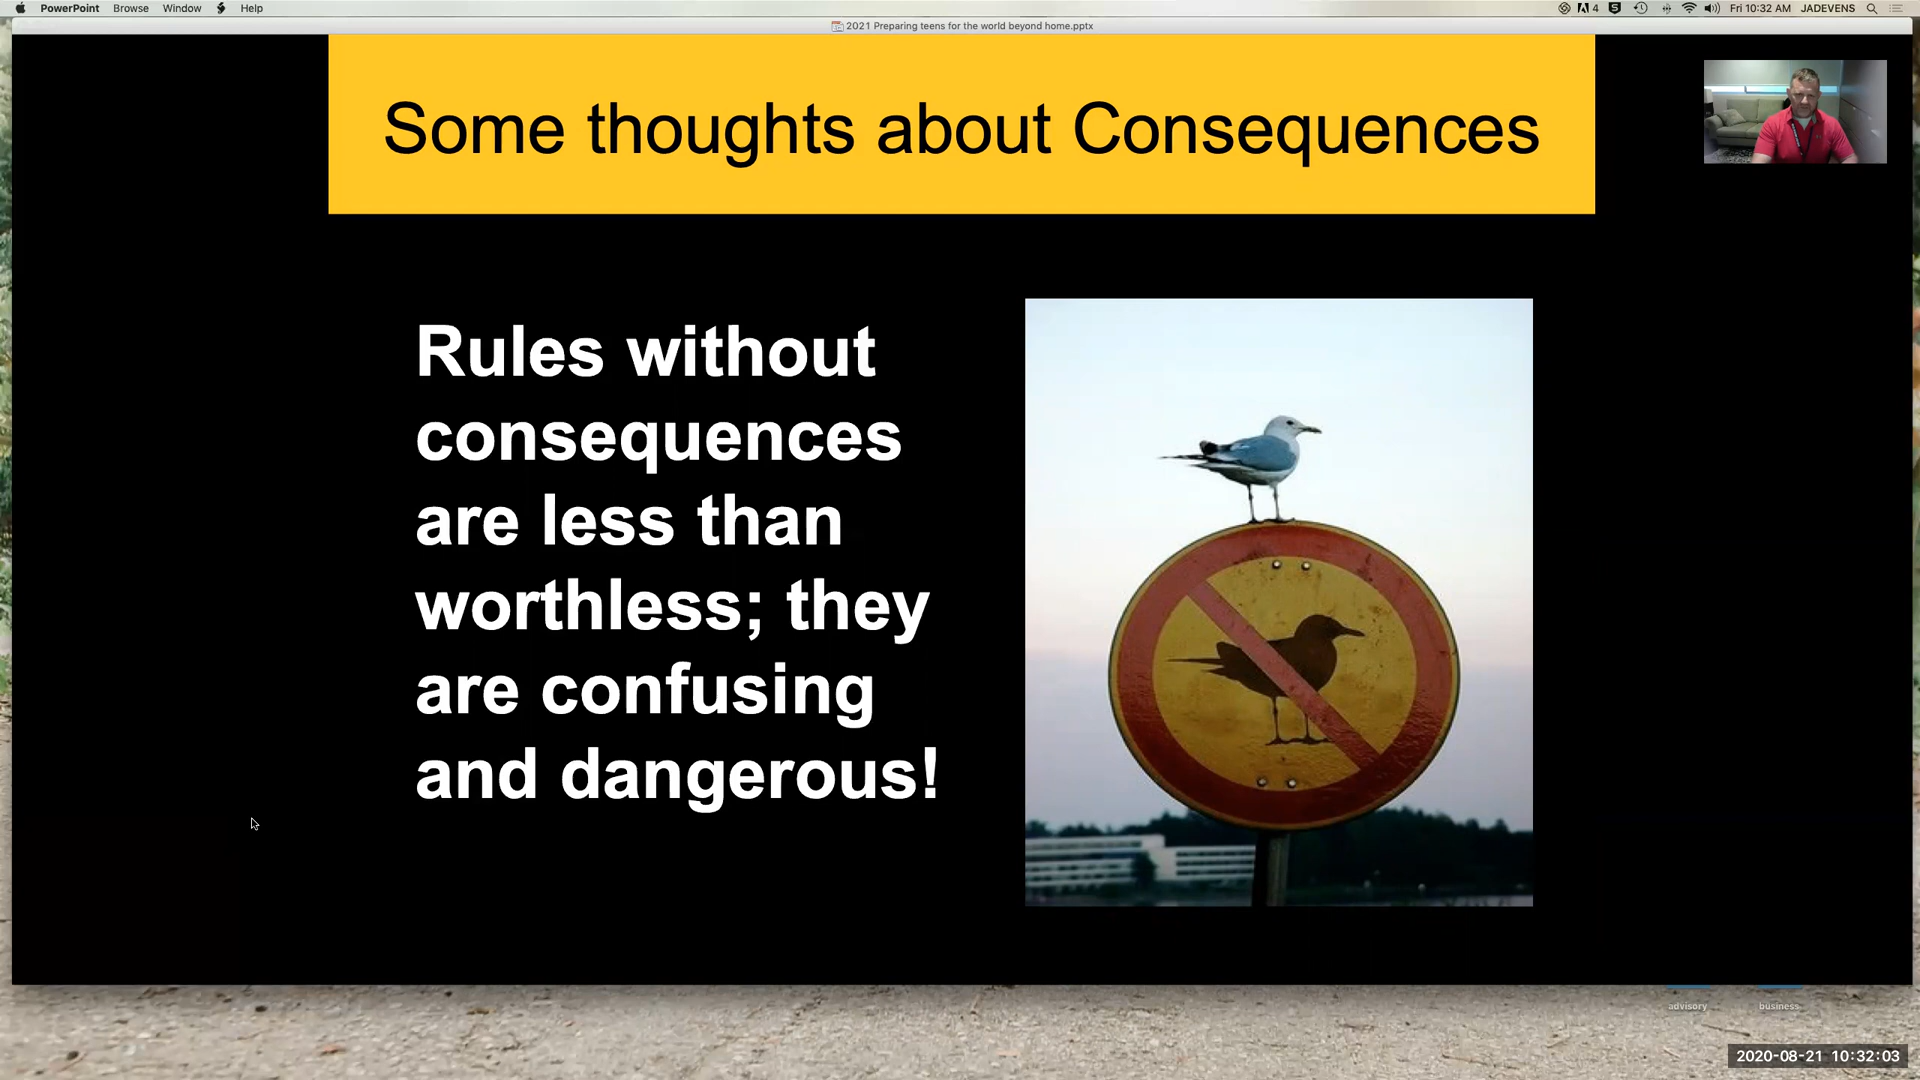 PowerPoint Browse Window Help
4 Fri 10:32 AM JADEVENS
2021 Preparing teens for the world beyond home.pptx
Some thoughts about Consequences
Rules without
consequences
are less than
worthless; they
are confusing
and dangerous!
advisory business
2020-08-21 10:32:03